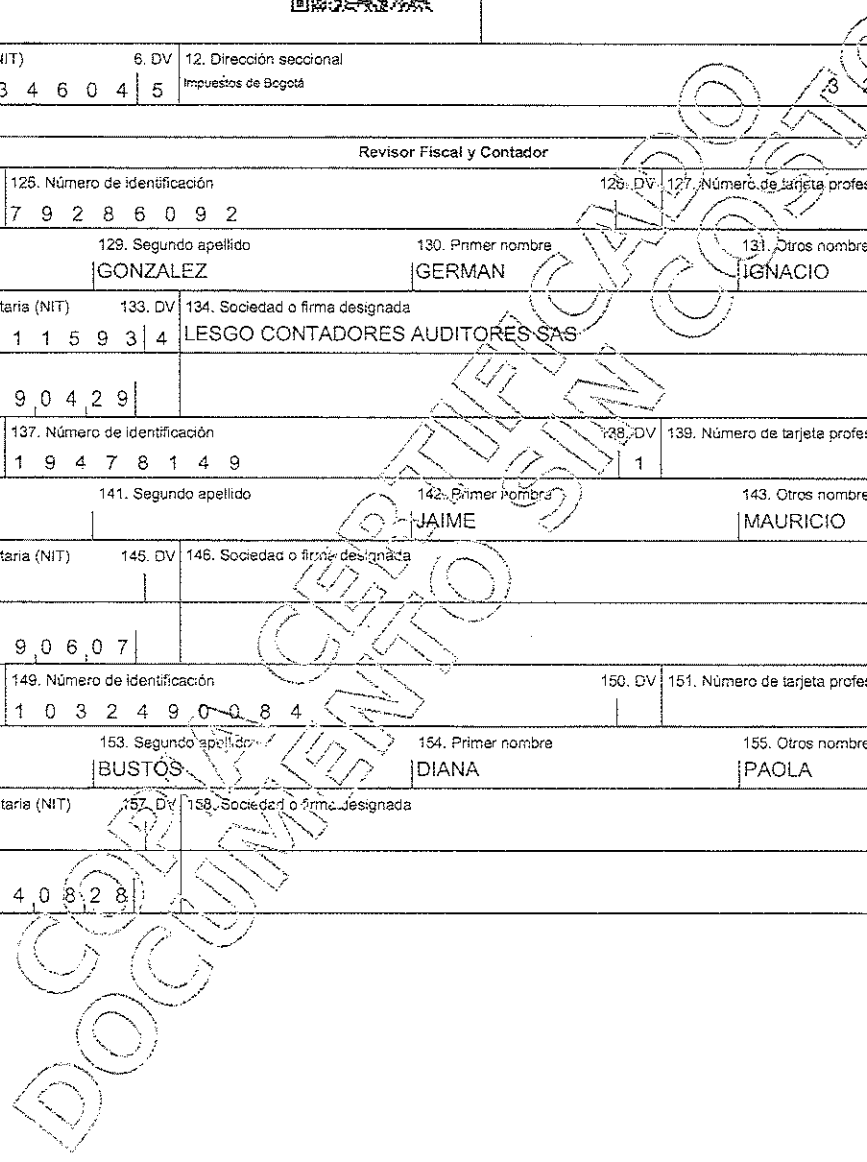 NIT) 6. DV 12. Dirección seccional
3 4 6 0 4 5 Impuestos de Bogotá 3
Revisor Fiscal y Contador
125. Número de identificación 126. DV 127. Número de tarjeta profes
7 9 2 8 6 0 9 2
129. Segundo apellido 130. Primer nombre 131. Otros nombre
GONZALEZ GERMAN IGNACIO
taria (NIT) 133. DV 134. Sociedad o firma designada
1 1 5 9 3 4 LESGO CONTADORES AUDITORES SAS
9 0 4 2 9
137. Número de identificación 138. DV 139. Número de tarjeta profes
1 9 4 7 8 1 4 9 1
141. Segundo apellido 142. Primer nombre 143. Otros nombre
JAIME MAURICIO
taria (NIT) 145. DV 146. Sociedad o firma designada
9 0 6 0 7
149. Número de identificación 150. DV 151. Número de tarjeta profes
1 0 3 2 4 9 0 0 8 4
153. Segundo apellido 154. Primer nombre 155. Otros nombre
BUSTOS DIANA PAOLA
taria (NIT) 157. DV 158. Sociedad o firma designada
4 0 8 2 8
COPIA CERTIFICADO
DOCUMENTO SIN COSTO